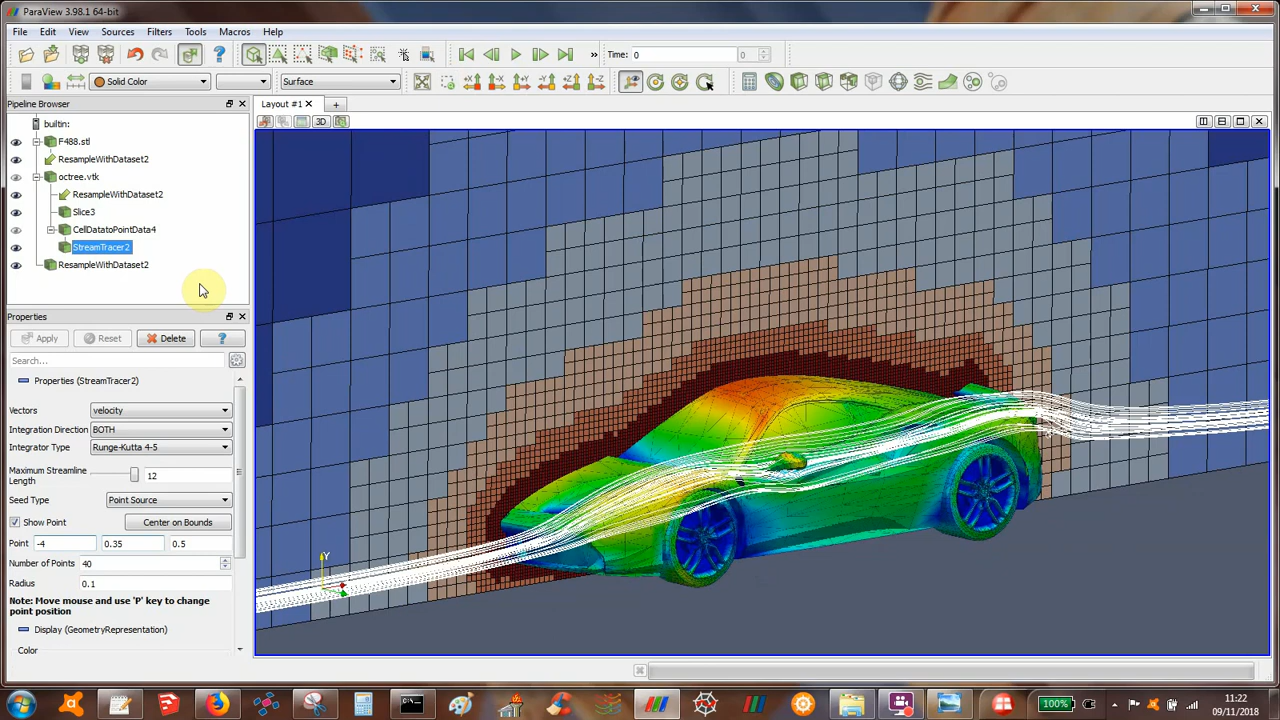 ParaView 3.98.1 64-bit
File Edit View Sources Filters Tools Macros Help
Time: 0 0
Solid Color Surface
Pipeline Browser
builtin:
F488.stl
ResampleWithDataset2
octree.vtk
ResampleWithDataset2
Slice3
CellDatatoPointData4
StreamTracer2
ResampleWithDataset2
Properties
Apply Reset Delete ?
Search...
Properties (StreamTracer2)
Vectors velocity
Integration Direction BOTH
Integrator Type Runge-Kutta 4-5
Maximum Streamline
Length 12
Seed Type Point Source
Show Point Center on Bounds
Point -4 0.35 0.5
Number of Points 40
Radius 0.1
Note: Move mouse and use 'P' key to change
point position
Display (GeometryRepresentation)
Color
Layout #1
3D
Y
100%
11:22
09/11/2018